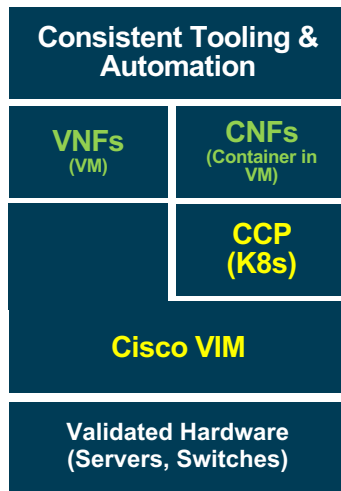 Consistent Tooling &
Automation
VNFs
(VM)
CNFs
(Container in
VM)
CCP
(K8s)
Cisco VIM
Validated Hardware
(Servers, Switches)